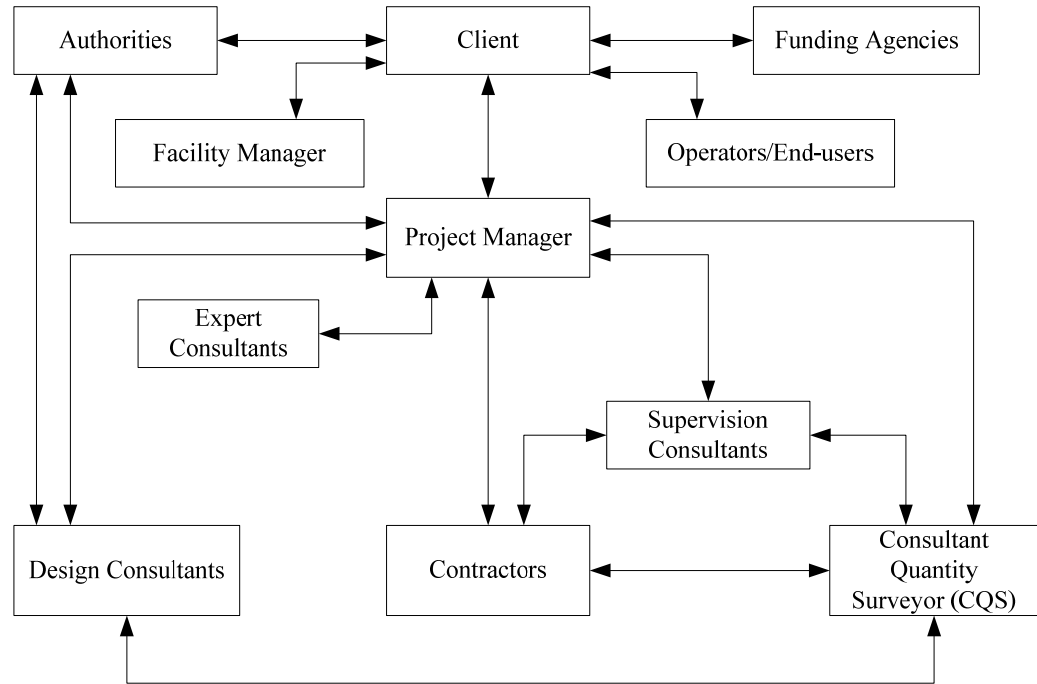 Authorities
Client
Funding Agencies
Facility Manager
Operators/End-users
Project Manager
Expert
Consultants
Supervision
Consultants
Design Consultants
Contractors
Consultant
Quantity
Surveyor (CQS)